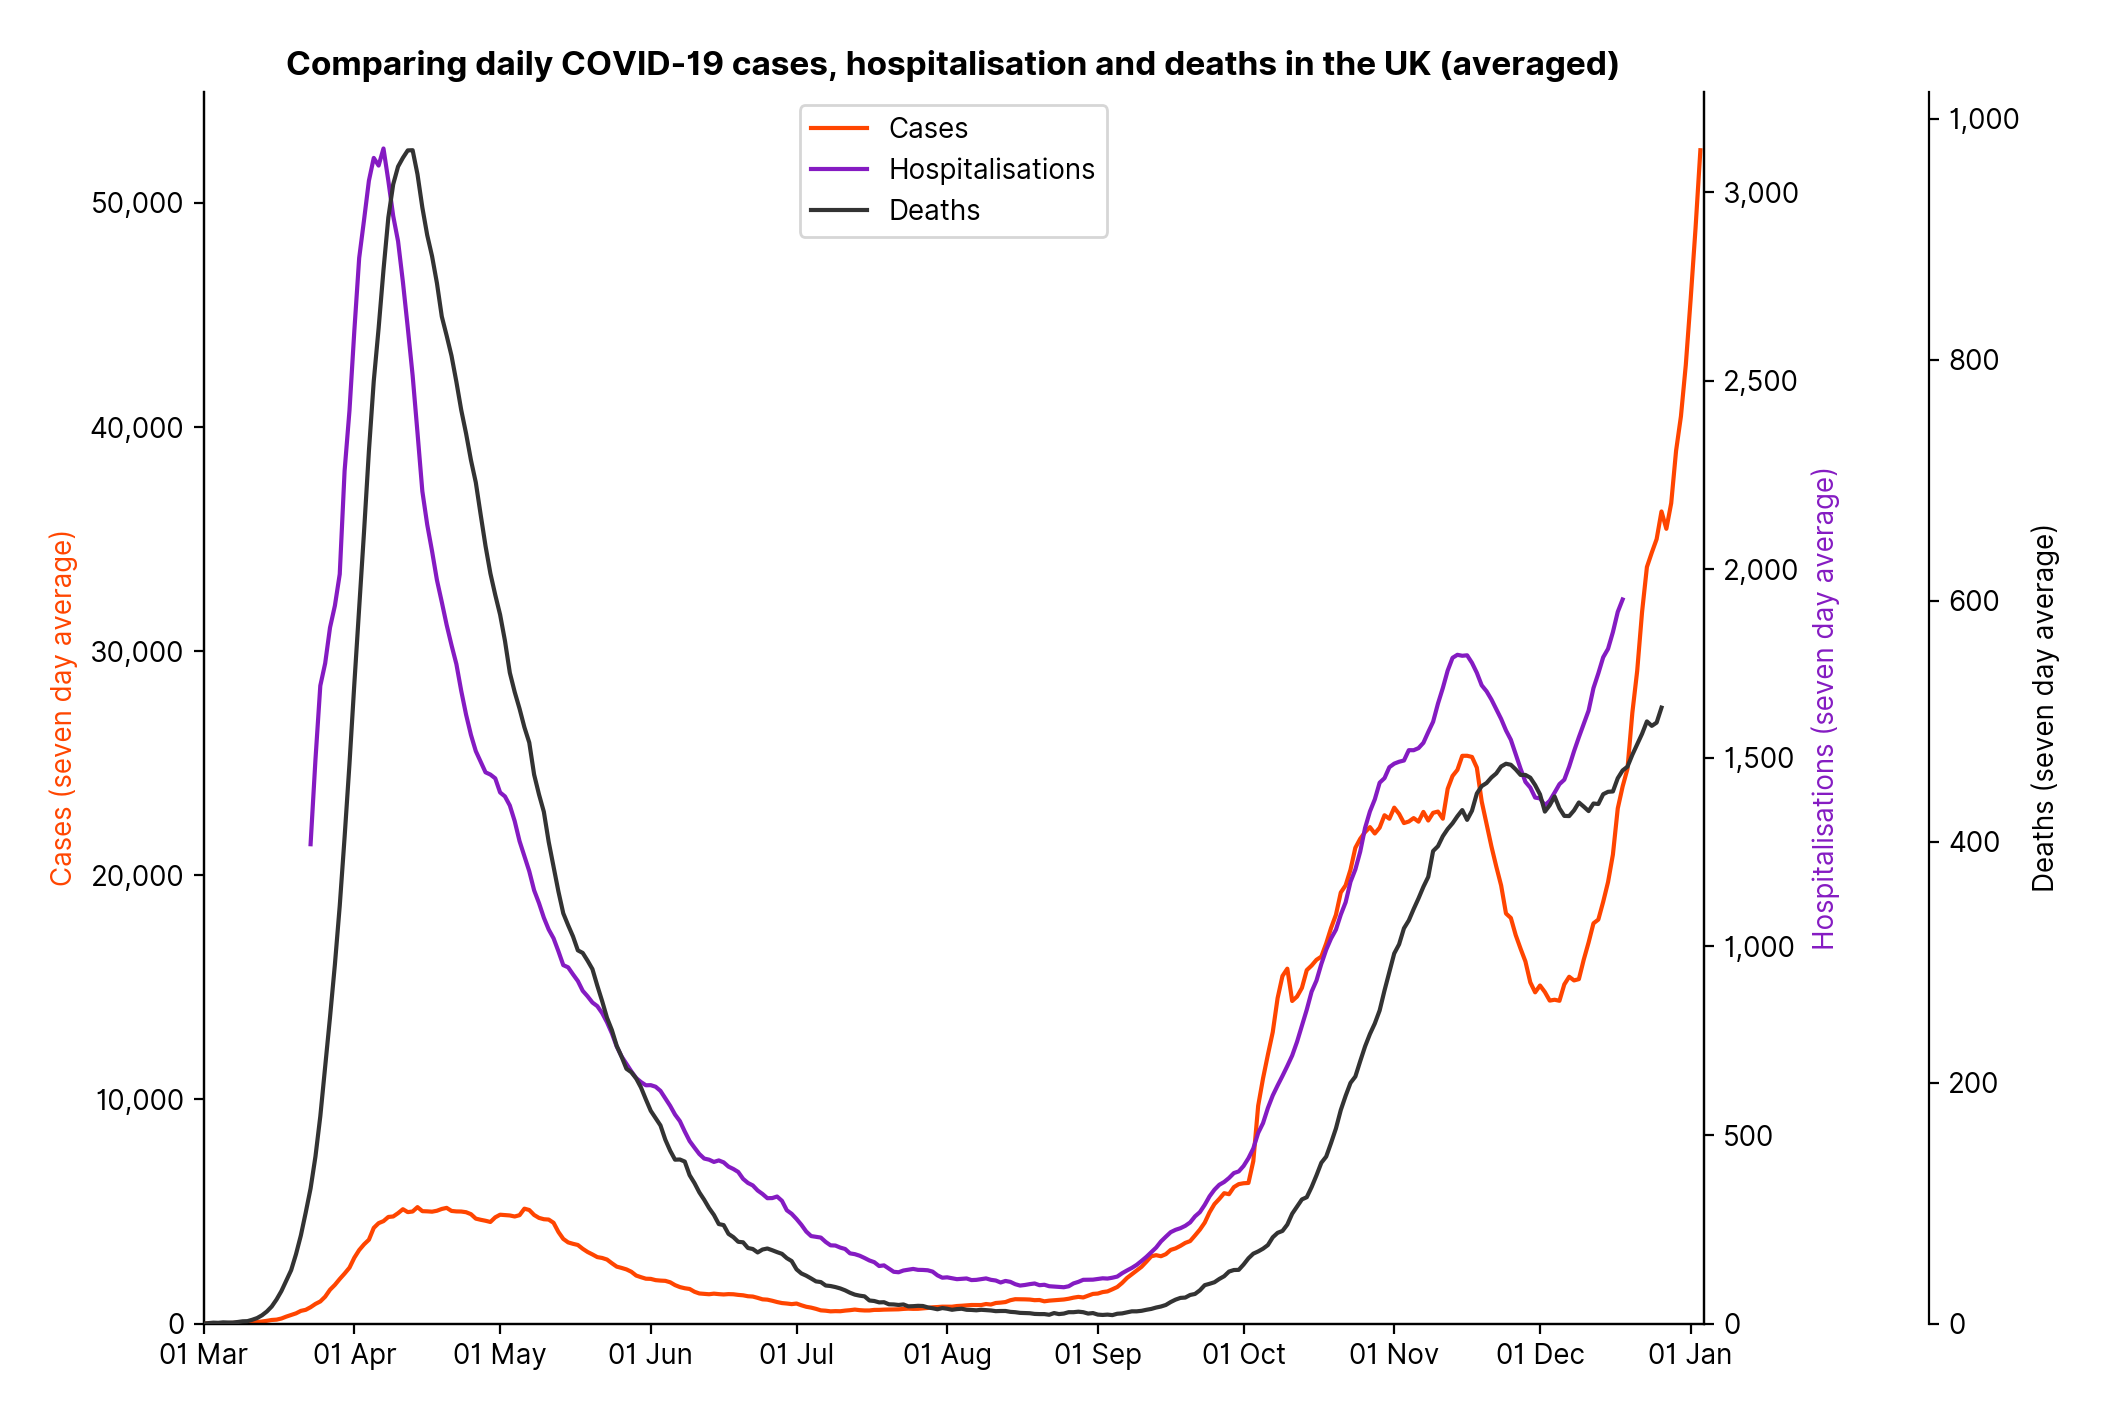 Comparing daily COVID-19 cases, hospitalisation and deaths in the UK (averaged)
Cases
Hospitalisations
Deaths
Cases (seven day average)
50,000
40,000
30,000
20,000
10,000
0
01 Mar
01 Apr
01 May
01 Jun
01 Jul
01 Aug
01 Sep
01 Oct
01 Nov
01 Dec
01 Jan
3,000
2,500
2,000
1,500
1,000
500
0
Hospitalisations (seven day average)
1,000
800
600
400
200
0
Deaths (seven day average)